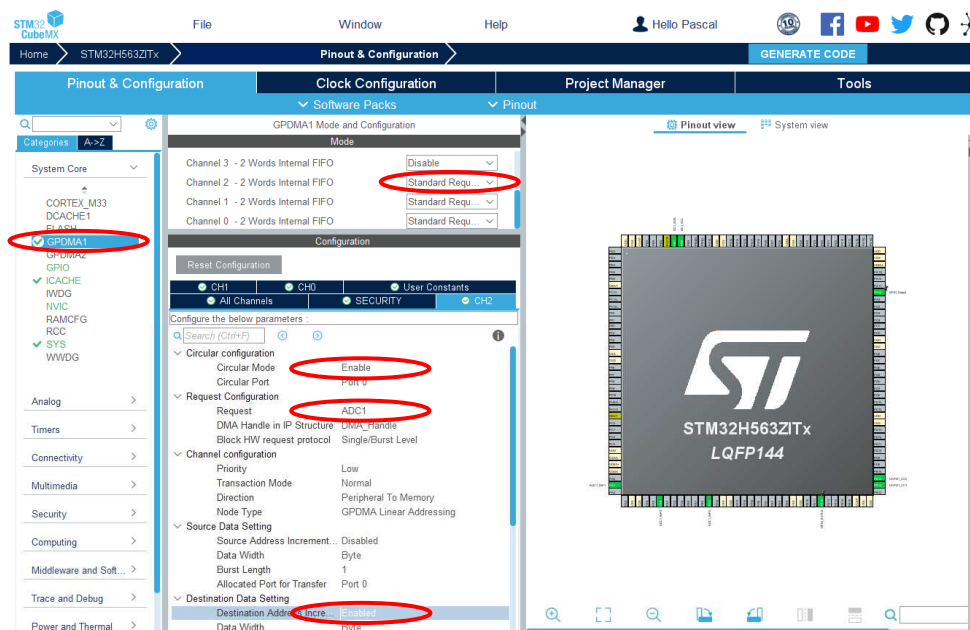 STM32
CubeMX
File
Window
Help
Hello Pascal
10
Home
STM32H563ZITx
Pinout & Configuration
GENERATE CODE
Pinout & Configuration
Clock Configuration
Project Manager
Tools
Software Packs
Pinout
GPDMA1 Mode and Configuration
Categories
A->Z
Mode
System Core
CORTEX_M33
DCACHE1
FLASH
GPDMA1
GPDMA2
GPIO
ICACHE
IWDG
NVIC
RAMCFG
RCC
SYS
WWDG
Analog
Timers
Connectivity
Multimedia
Security
Computing
Middleware and Soft...
Trace and Debug
Power and Thermal
Channel 3 - 2 Words Internal FIFO Disable
Channel 2 - 2 Words Internal FIFO Standard Requ...
Channel 1 - 2 Words Internal FIFO Standard Requ...
Channel 0 - 2 Words Internal FIFO Standard Requ...
Configuration
Reset Configuration
CH1
CH0
User Constants
All Channels
SECURITY
CH2
Configure the below parameters :
Search (Ctrl+F)
Circular configuration
Circular Mode Enable
Circular Port Port 0
Request Configuration
Request ADC1
DMA Handle in IP Structure DMA_Handle
Block HW request protocol Single/Burst Level
Channel configuration
Priority Low
Transaction Mode Normal
Direction Peripheral To Memory
Node Type GPDMA Linear Addressing
Source Data Setting
Source Address Increment... Disabled
Data Width Byte
Burst Length 1
Allocated Port for Transfer Port 0
Destination Data Setting
Destination Address Incre... Enabled
Data Width Byte
Pinout view
System view
STM32H563ZITx
LQFP144